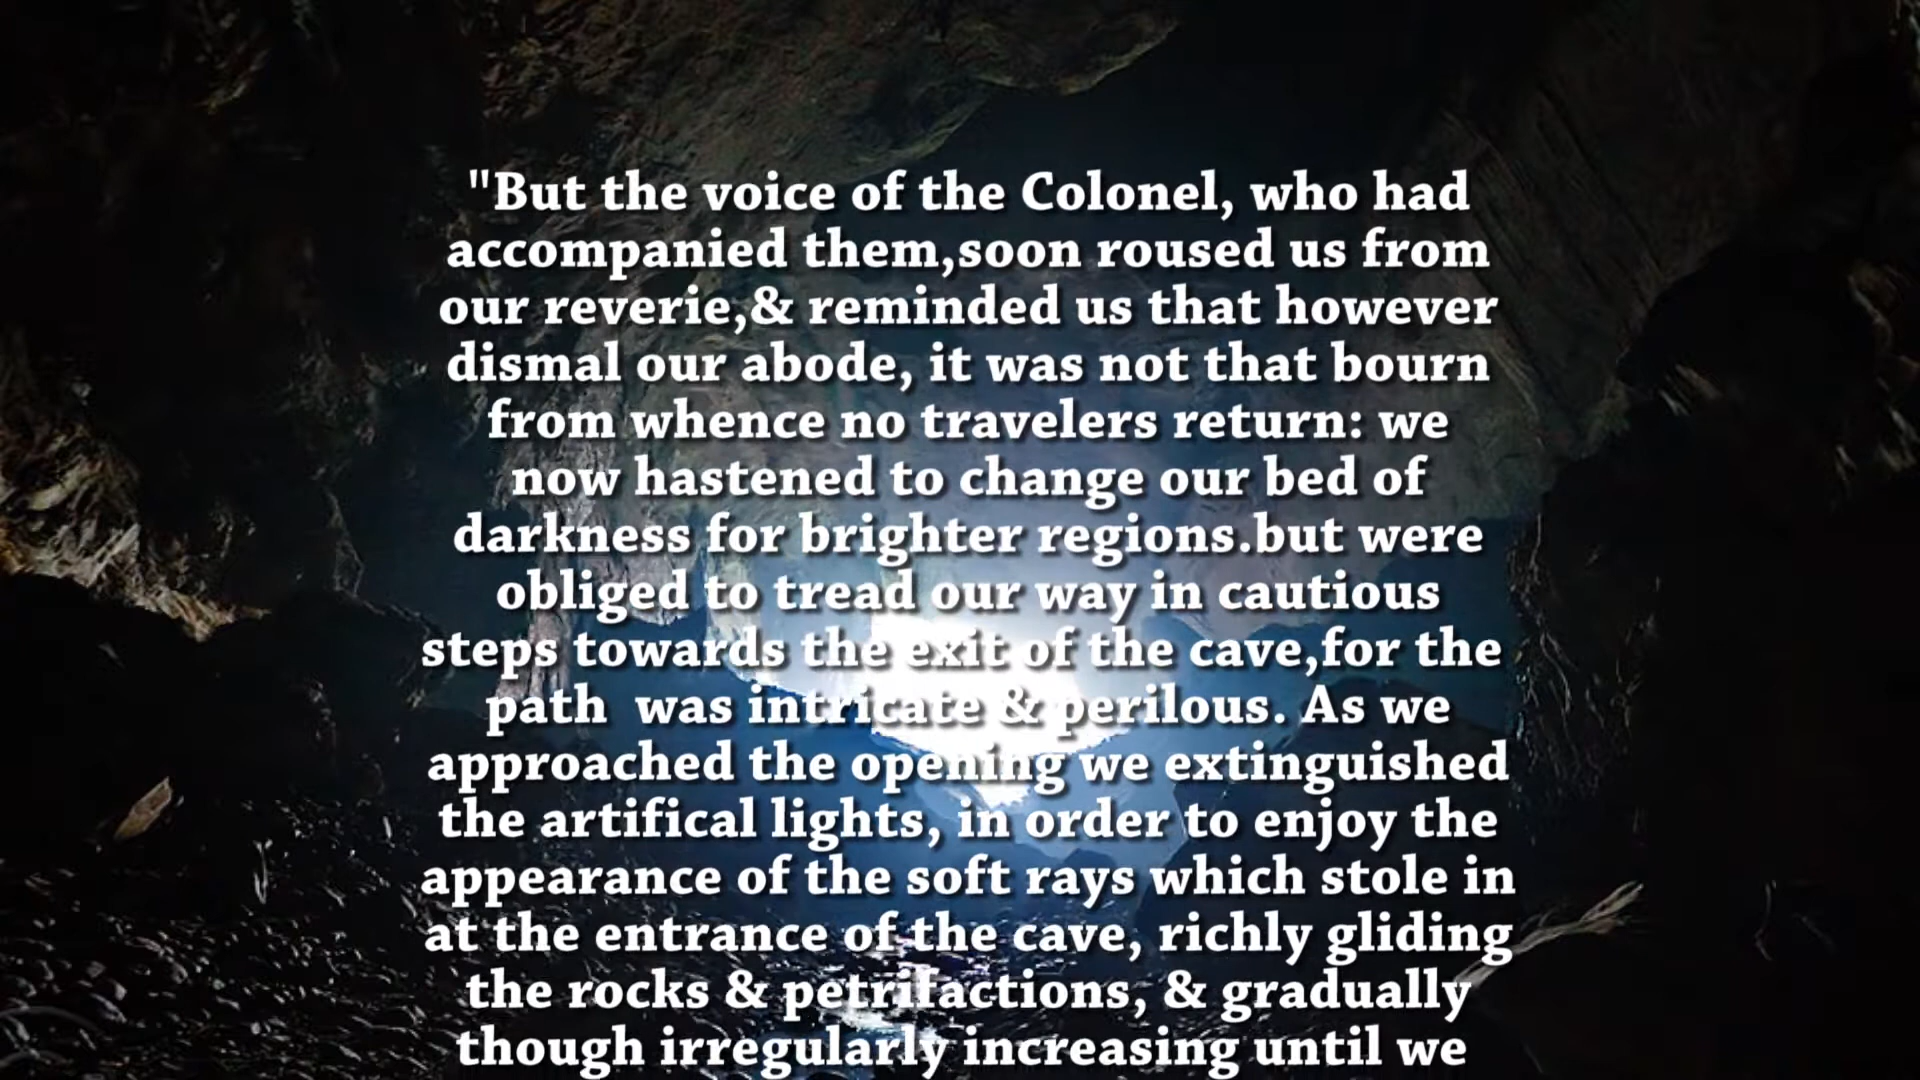 "But the voice of the Colonel, who had
accompanied them,soon roused us from
our reverie,& reminded us that however
dismal our abode, it was not that bourn
from whence no travelers return: we
now hastened to change our bed of
darkness for brighter regions.but were
obliged to tread our way in cautious
steps towards the exit of the cave,for the
path  was intricate & perilous. As we
approached the opening we extinguished
the artifical lights, in order to enjoy the
appearance of the soft rays which stole in
at the entrance of the cave, richly gliding
the rocks & petrifactions, & gradually
though irregularly increasing until we